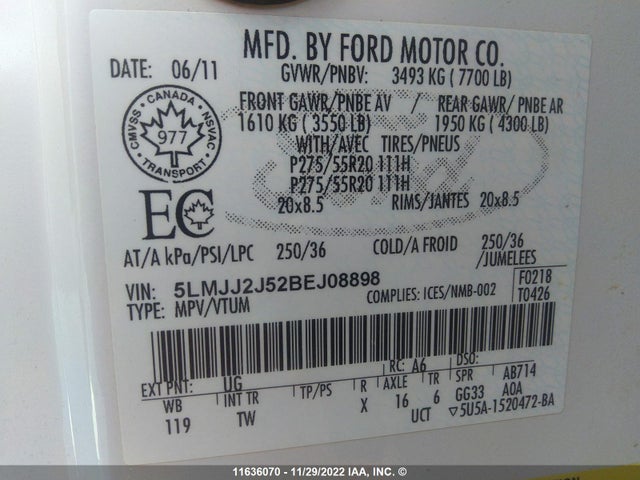 MFD. BY FORD MOTOR CO.
DATE: 06/11 GVWR/PNBV: 3493 KG ( 7700 LB)
FRONT GAWR/PNBE AV / REAR GAWR/ PNBE AR
1610 KG ( 3550 LB) 1950 KG ( 4300 LB)
CANADA CMVSS NSVAC 977 TRANSPORT
WITH/AVEC TIRES/PNEUS
P275/55R20 111H
P275/55R20 111H
20x8.5 RIMS/JANTES 20x8.5
EC
AT/A kPa/PSI/LPC 250/36 COLD/A FROID 250/36
/JUMELEES
VIN: 5LMJJ2J52BEJ08898 F0218
TYPE: MPV/VTUM COMPLIES: ICES/NMB-002 T0426
RC: A6 DSO:
EXT PNT: UG TP/PS R AXLE TR SPR AB714
WB INT TR X 16 6 GG33 A0A
119 TW UCT 5U5A-1520472-BA
11636070 - 11/29/2022 IAA, INC. ©